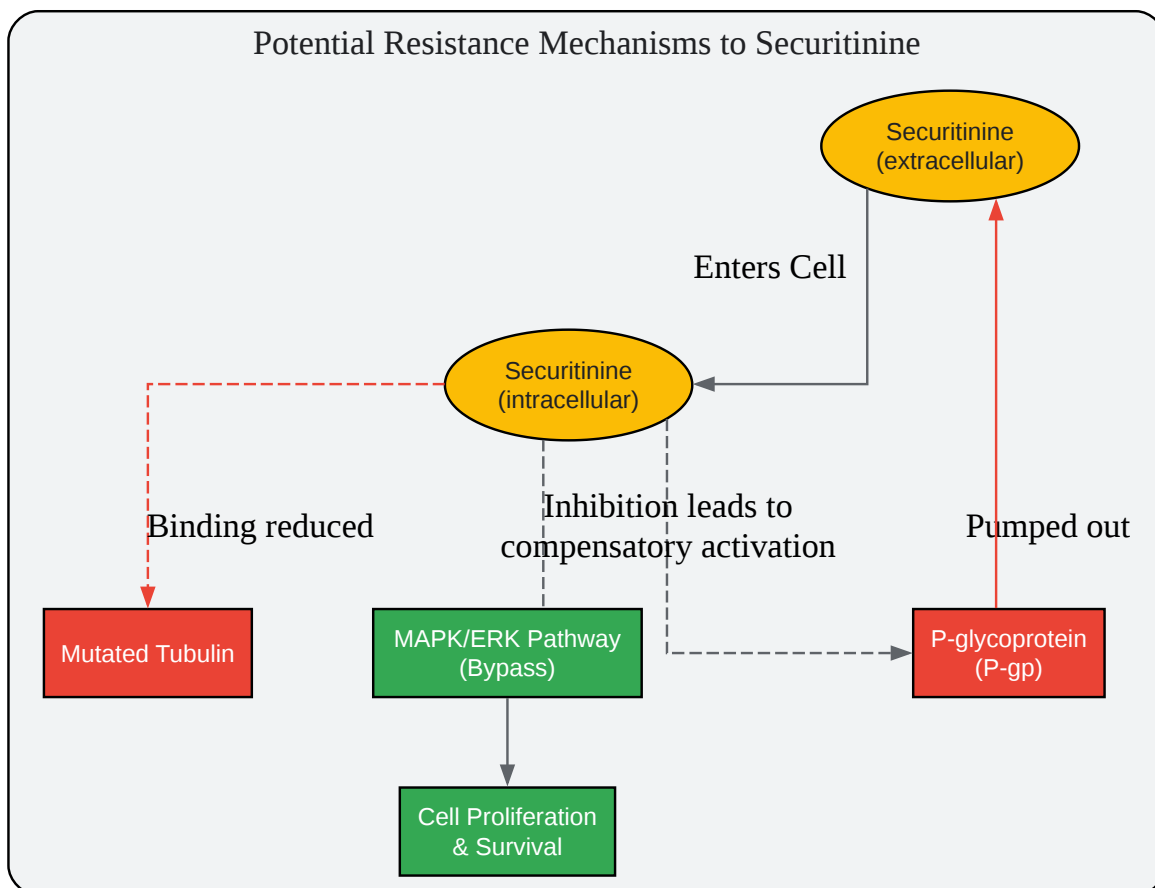 Potential Resistance Mechanisms to Securitinine
Securitinine
(extracellular)
Enters Cell
Securitinine
(intracellular)
Binding reduced
Inhibition leads to
compensatory activation
Pumped out
Mutated Tubulin
MAPK/ERK Pathway
(Bypass)
P-glycoprotein
(P-gp)
Cell Proliferation
& Survival